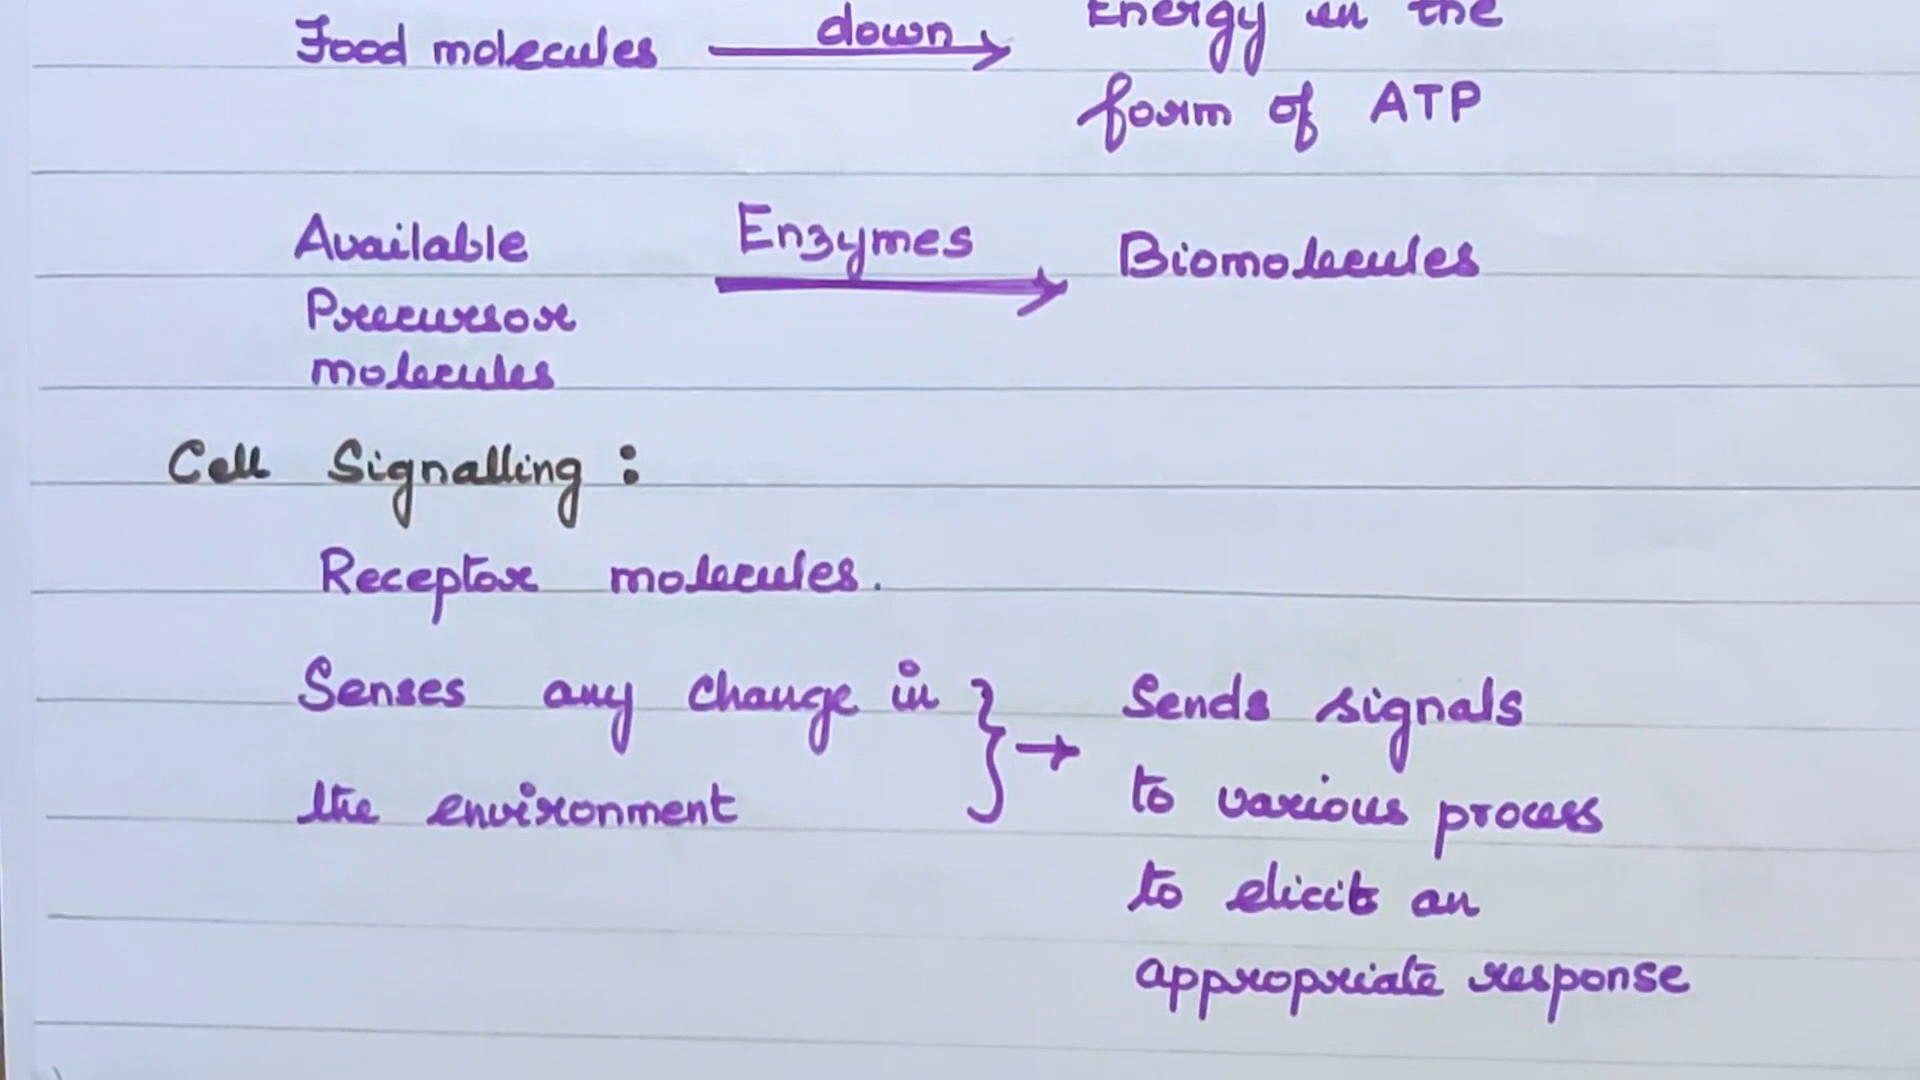 Food molecules down Energy in the
form of ATP
Available Enzymes Biomolecules
Precursor
molecules
Cell Signalling :
Receptor molecules.
Senses any change in } → Sends signals
the environment to various process
to elicit an
appropriate response